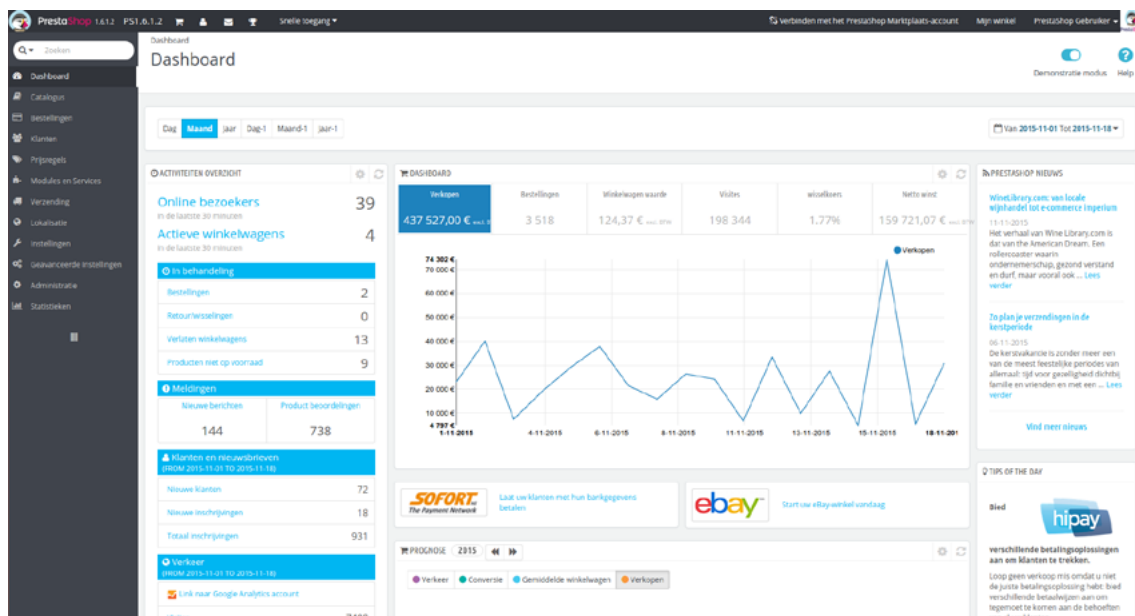 PrestaShop 1.6.1.2 PS1.6.1.2 Snelle toegang
Verbinden met het PrestaShop Marktplaats-account Mijn winkel PrestaShop Gebruiker
Zoeken
Dashboard
Catalogus
Bestellingen
Klanten
Prijsregels
Modules en Services
Verzending
Lokalisatie
Instellingen
Geavanceerde Instellingen
Administratie
Statistieken
Dashboard
Dashboard
Demonstratie modus Help
Dag Maand Jaar Dag-1 Maand-1 Jaar-1
Van 2015-11-01 Tot 2015-11-18
ACTIVITEITEN OVERZICHT
Online bezoekers 39
in de laatste 30 minuten
Actieve winkelwagens 4
in de laatste 30 minuten
In behandeling
Bestellingen 2
Retour/wisselingen 0
Verlaten winkelwagens 13
Producten niet op voorraad 9
Meldingen
Nieuwe berichten Product beoordelingen
144 738
Klanten en nieuwsbrieven
(FROM 2015-11-01 TO 2015-11-18)
Nieuwe klanten 72
Nieuwe inschrijvingen 18
Totaal inschrijvingen 931
Verkeer
(FROM 2015-11-01 TO 2015-11-18)
Link naar Google Analytics account
DASHBOARD
Verkopen Bestellingen Winkelwagen waarde Visites wisselkoers Netto winst
437 527,00 € excl. 3 518 124,37 € excl. BTW 198 344 1.77% 159 721,07 € excl. BTW
Verkopen
74 302 €
70 000 €
60 000 €
50 000 €
40 000 €
30 000 €
20 000 €
10 000 €
4 797 €
1-11-2015 4-11-2015 6-11-2015 8-11-2015 11-11-2015 13-11-2015 15-11-2015 18-11-201
SOFORT.
The Payment Network
Laat uw klanten met hun bankgegevens
betalen
ebay
Start uw eBay-winkel vandaag
PROGNOSE 2015
Verkeer Conversie Gemiddelde winkelwagen Verkopen
PRESTASHOP NIEUWS
WineLibrary.com: van locale
wijnhandel tot e-commerce imperium
11-11-2015
Het verhaal van Wine Library.com is
dat van the American Dream. Een
rollercoaster waarin
ondernemerschap, gezond verstand
en durf, maar vooral ook ... Lees
verder
Zo plan je verzendingen in de
kerstperiode
06-11-2015
De kerstvakantie is zonder meer een
van de meest feestelijke periodes van
allemaal: tijd voor gezelligheid dichtbij
familie en vrienden en met een ... Lees
verder
Vind meer nieuws
TIPS OF THE DAY
Bied
hipay
verschillende betalingsoplossingen
aan om klanten te trekken.
Loop geen verkoop mis omdat u niet
de juiste betalingsoplossing hebt: bied
verschillende betaalwijzen aan om
tegemoet te komen aan de behoeften